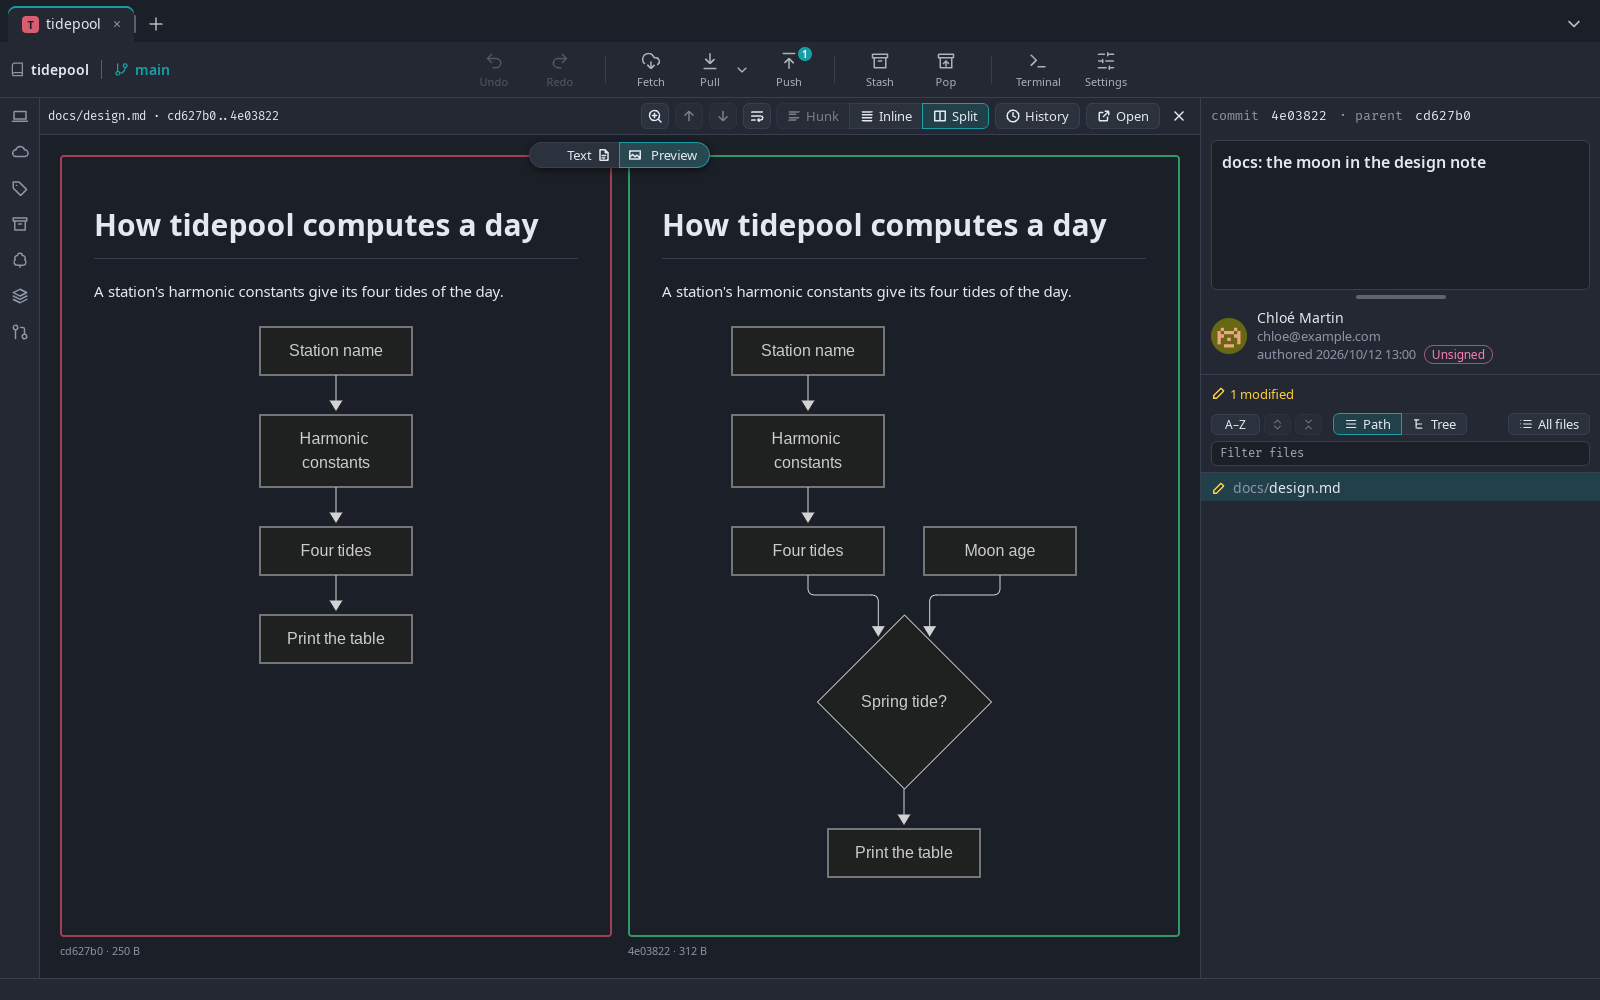 T tidepool
tidepool main
Undo Redo Fetch Pull Push 1 Stash Pop Terminal Settings
docs/design.md · cd627b0..4e03822
Hunk Inline Split History Open
Text Preview
How tidepool computes a day
A station's harmonic constants give its four tides of the day.
Station name
Harmonic
constants
Four tides
Print the table
cd627b0 · 250 B
How tidepool computes a day
A station's harmonic constants give its four tides of the day.
Station name
Harmonic
constants
Four tides
Moon age
Spring tide?
Print the table
4e03822 · 312 B
commit 4e03822 · parent cd627b0
docs: the moon in the design note
Chloé Martin
chloe@example.com
authored 2026/10/12 13:00 Unsigned
1 modified
A–Z Path Tree All files
Filter files
docs/design.md